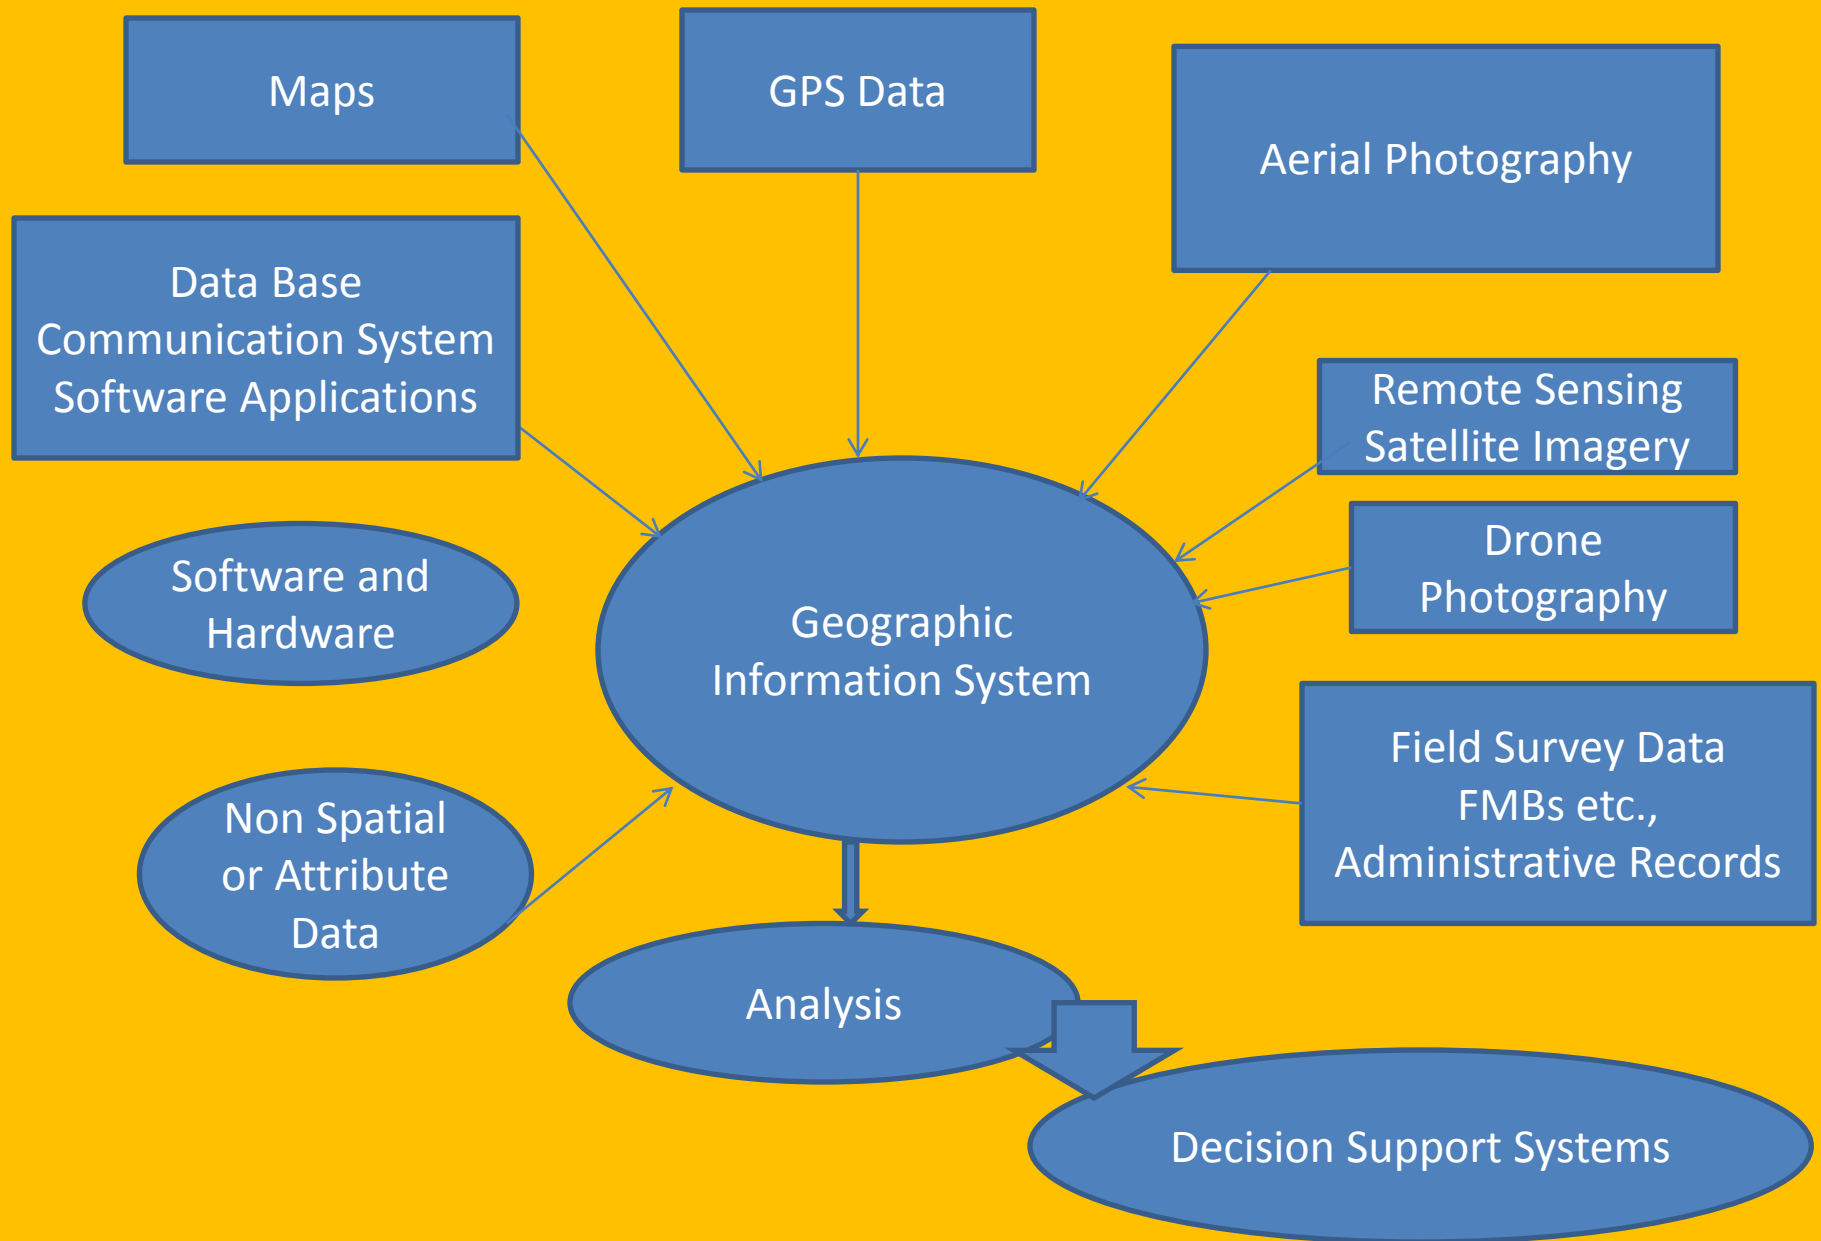 Maps
GPS Data
Aerial Photography
Data Base
Communication System
Software Applications
Remote Sensing
Satellite Imagery
Drone
Photography
Software and
Hardware
Geographic
Information System
Field Survey Data
FMBs etc.,
Administrative Records
Non Spatial
or Attribute
Data
Analysis
Decision Support Systems